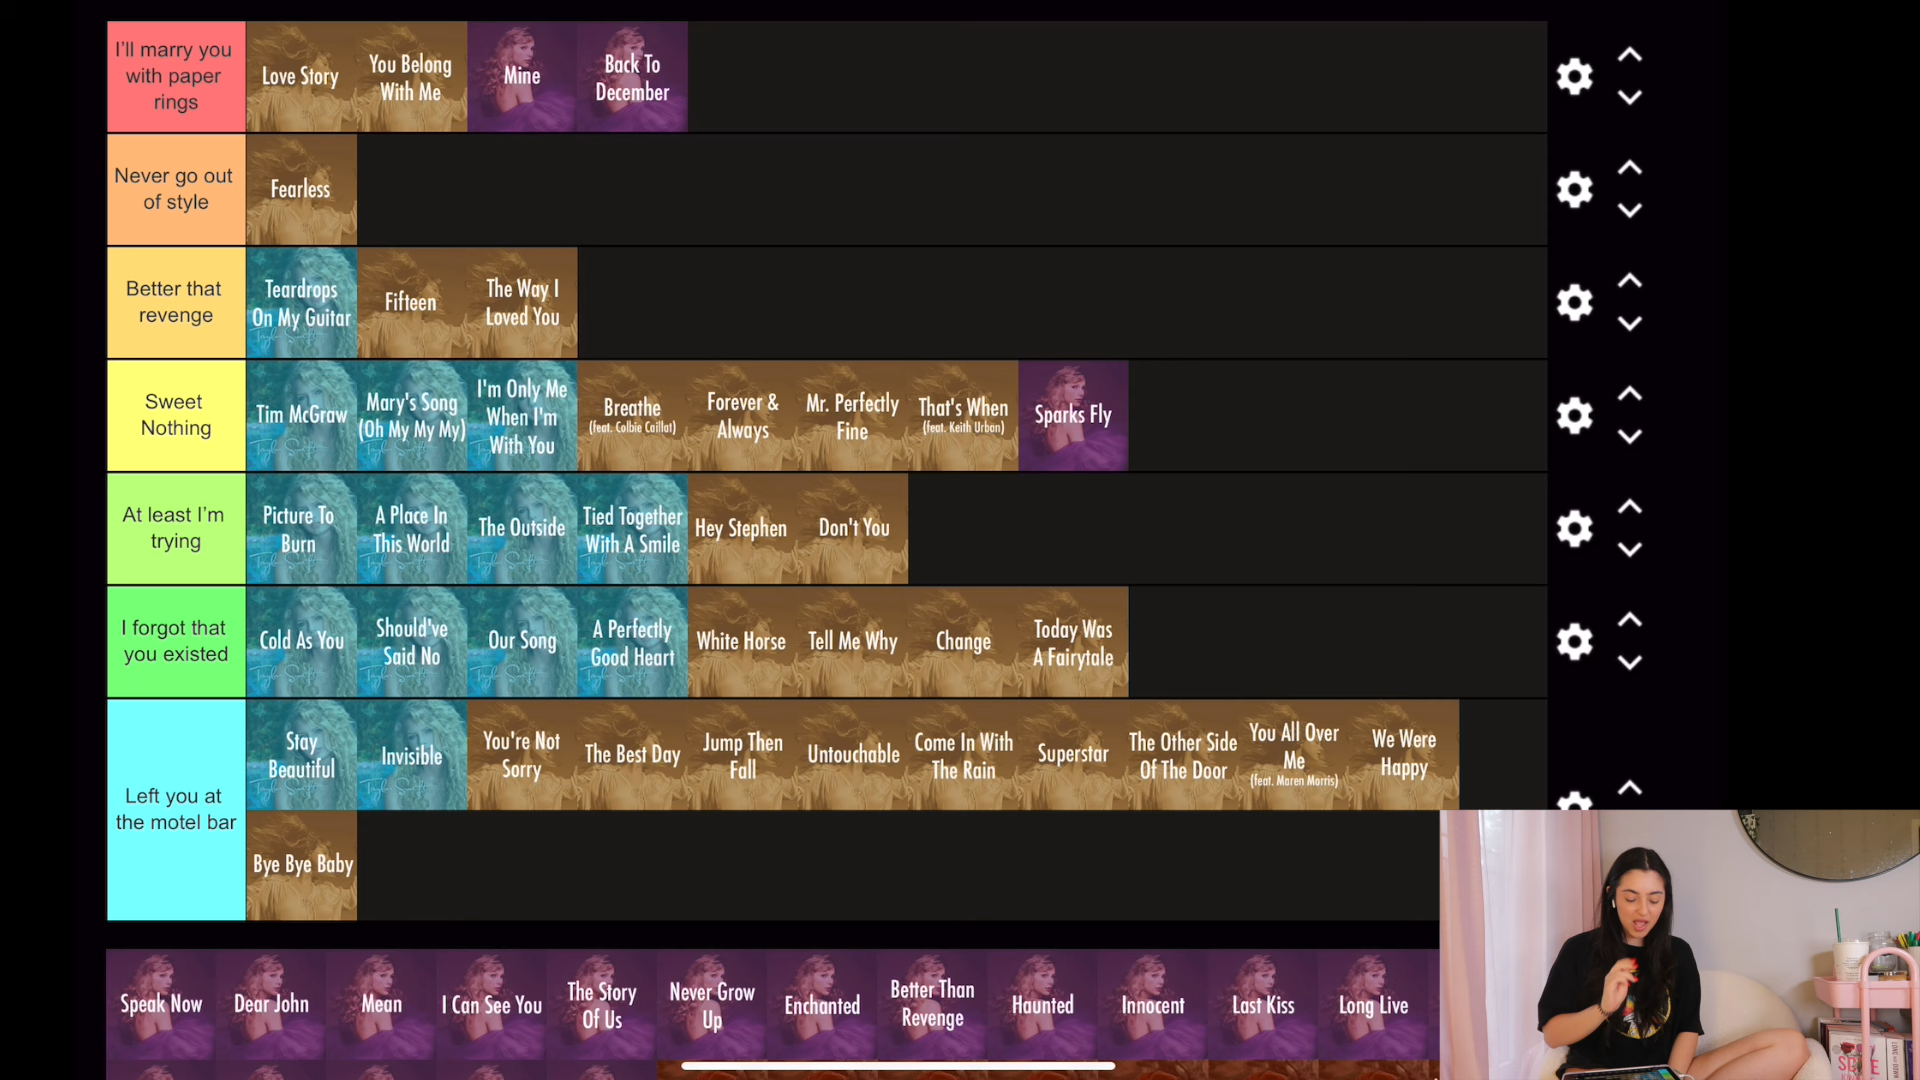 I'll marry you
with paper
rings
Love Story
You Belong
With Me
Mine
Back To
December
Never go out
of style
Fearless
Better that
revenge
Teardrops
On My Guitar
Fifteen
The Way I
Loved You
Sweet
Nothing
Tim McGraw
Mary's Song
(Oh My My My)
I'm Only Me
When I'm
With You
Breathe
(feat. Colbie Caillat)
Forever &
Always
Mr. Perfectly
Fine
That's When
(feat. Keith Urban)
Sparks Fly
At least I'm
trying
Picture To
Burn
A Place In
This World
The Outside
Tied Together
With A Smile
Hey Stephen
Don't You
I forgot that
you existed
Cold As You
Should've
Said No
Our Song
A Perfectly
Good Heart
White Horse
Tell Me Why
Change
Today Was
A Fairytale
Left you at
the motel bar
Stay
Beautiful
Invisible
You're Not
Sorry
The Best Day
Jump Then
Fall
Untouchable
Come In With
The Rain
Superstar
The Other Side
Of The Door
You All Over
Me
(feat. Maren Morris)
We Were
Happy
Bye Bye Baby
Speak Now
Dear John
Mean
I Can See You
The Story
Of Us
Never Grow
Up
Enchanted
Better Than
Revenge
Haunted
Innocent
Last Kiss
Long Live